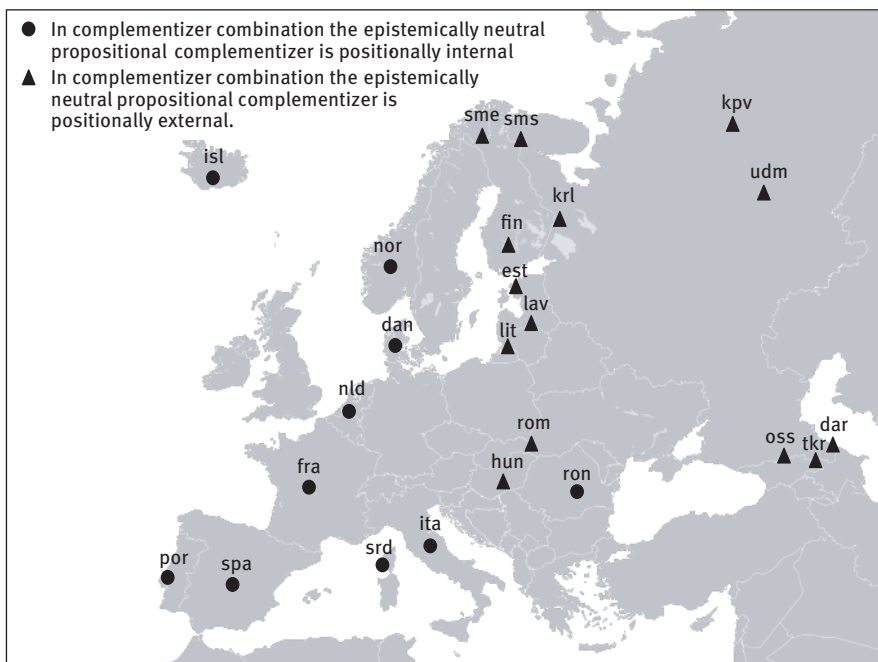 In complementizer combination the epistemically neutral
propositional complementizer is positionally internal
In complementizer combination the epistemically
neutral propositional complementizer is
positionally external.
kpv
sme sms
isl
udm
krl
fin
nor
est
lav
dan
lit
nld
rom
dar
oss tkr
fra
hun
ron
ita
srd
por
spa